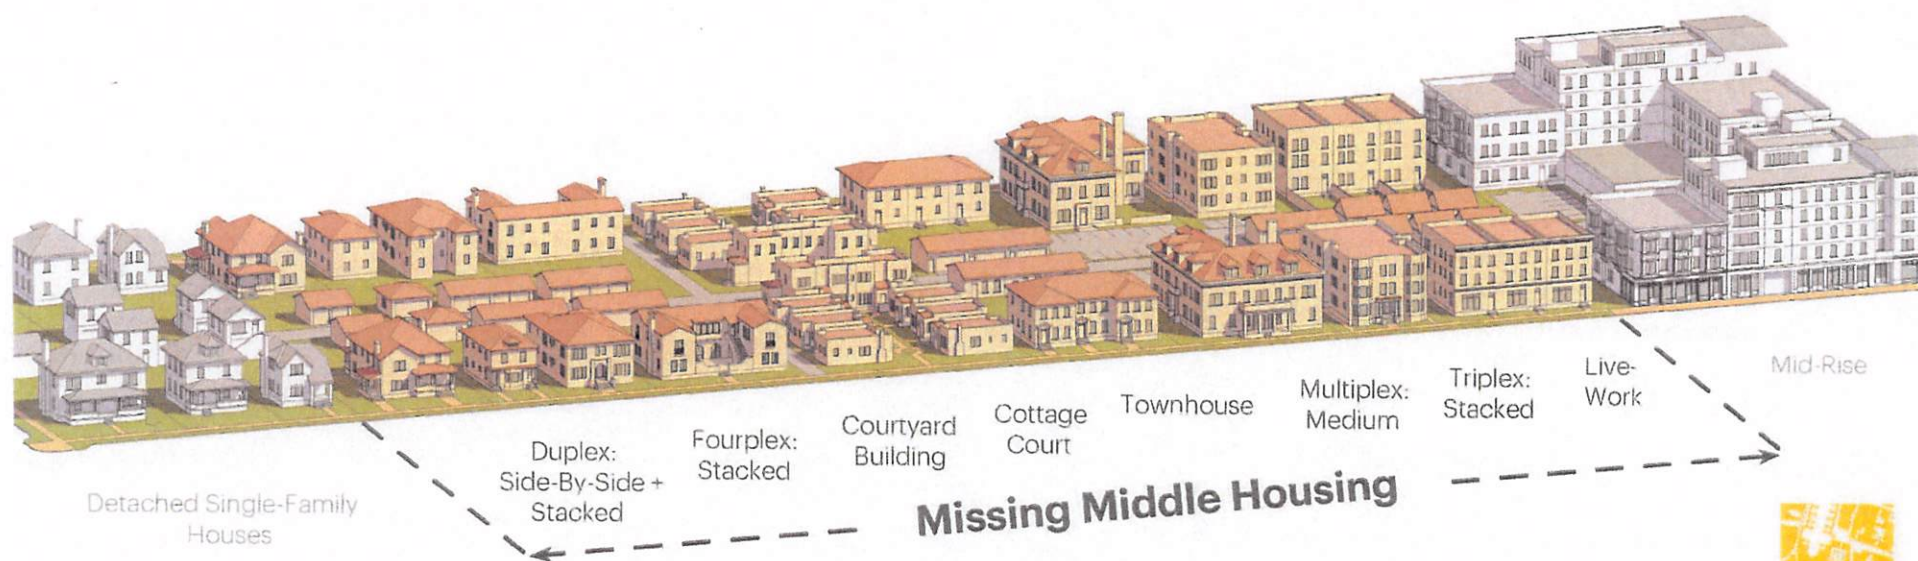 Detached Single-Family
Houses
Duplex:
Side-By-Side +
Stacked
Fourplex:
Stacked
Courtyard
Building
Cottage
Court
Townhouse
Multiplex:
Medium
Triplex:
Stacked
Live-
Work
Mid-Rise
Missing Middle Housing